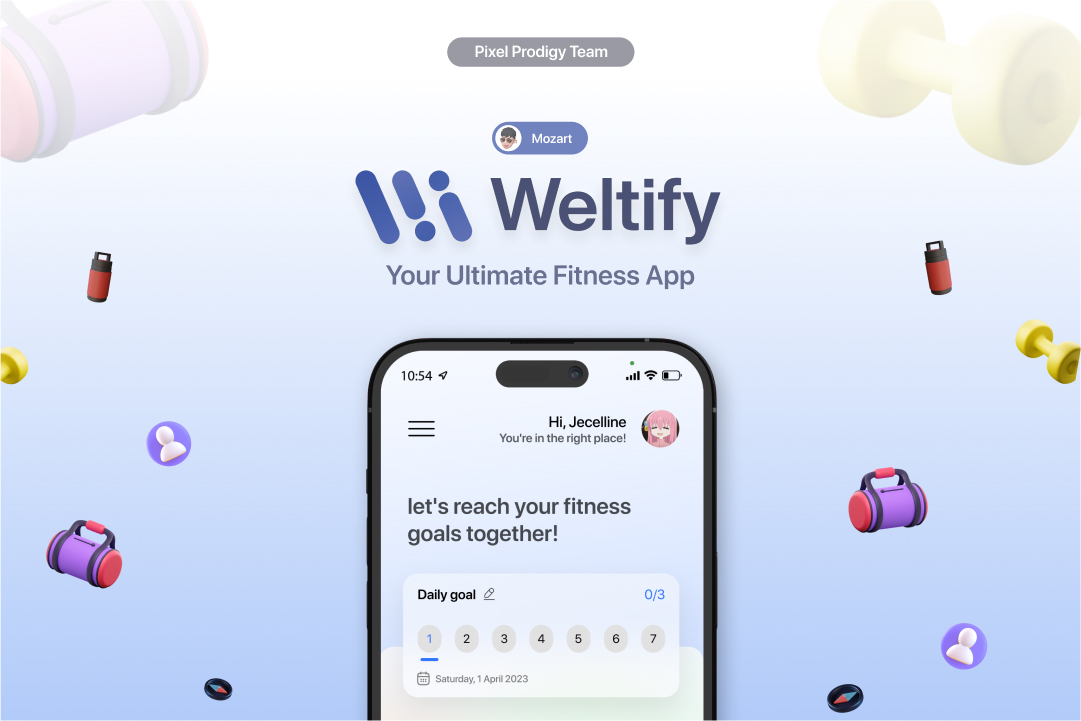 Pixel Prodigy Team
Mozart
Weltify
Your Ultimate Fitness App
10:54
Hi, Jecelline
You're in the right place!
let's reach your fitness
goals together!
Daily goal 0/3
1 2 3 4 5 6 7
Saturday, 1 April 2023